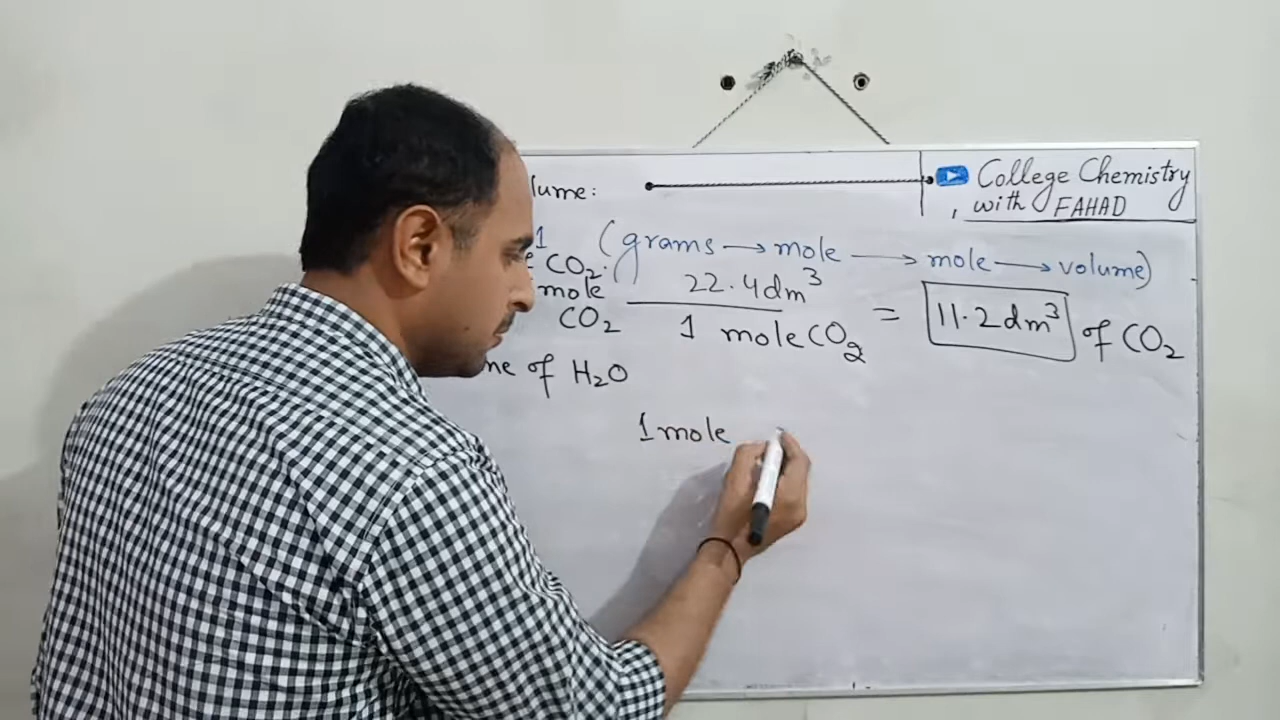 College Chemistry
with FAHAD
(grams → mole → mole → volume)
CO₂.
mole 22.4dm³
CO₂ 1 mole CO₂ = 11.2dm³ of CO₂
of H₂O
1 mole